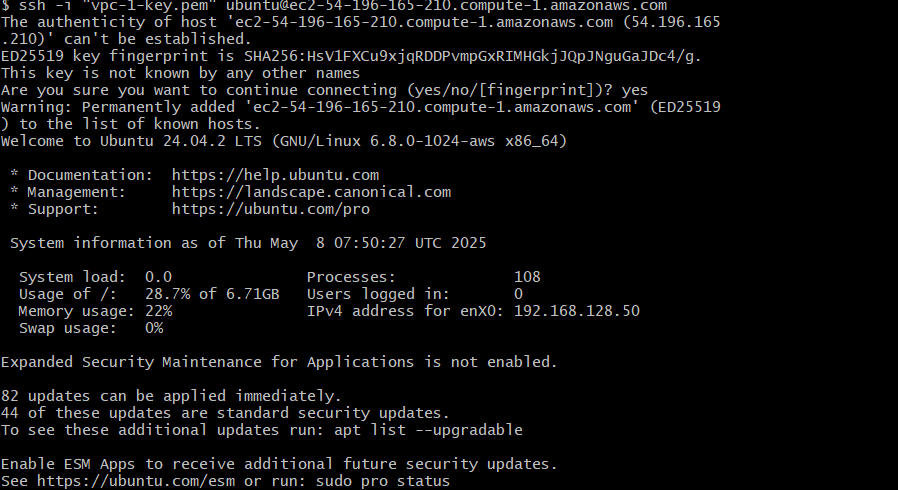 $ ssh -i "vpc-1-key.pem" ubuntu@ec2-54-196-165-210.compute-1.amazonaws.com
The authenticity of host 'ec2-54-196-165-210.compute-1.amazonaws.com (54.196.165
.210)' can't be established.
ED25519 key fingerprint is SHA256:HsV1FXCu9xjqRDDPvmpGxRIMHGkjJQpJNguGaJDc4/g.
This key is not known by any other names
Are you sure you want to continue connecting (yes/no/[fingerprint])? yes
Warning: Permanently added 'ec2-54-196-165-210.compute-1.amazonaws.com' (ED25519
) to the list of known hosts.
Welcome to Ubuntu 24.04.2 LTS (GNU/Linux 6.8.0-1024-aws x86_64)

 * Documentation:  https://help.ubuntu.com
 * Management:     https://landscape.canonical.com
 * Support:        https://ubuntu.com/pro

 System information as of Thu May  8 07:50:27 UTC 2025

  System load:  0.0               Processes:             108
  Usage of /:   28.7% of 6.71GB   Users logged in:       0
  Memory usage: 22%               IPv4 address for enX0: 192.168.128.50
  Swap usage:   0%

Expanded Security Maintenance for Applications is not enabled.

82 updates can be applied immediately.
44 of these updates are standard security updates.
To see these additional updates run: apt list --upgradable

Enable ESM Apps to receive additional future security updates.
See https://ubuntu.com/esm or run: sudo pro status